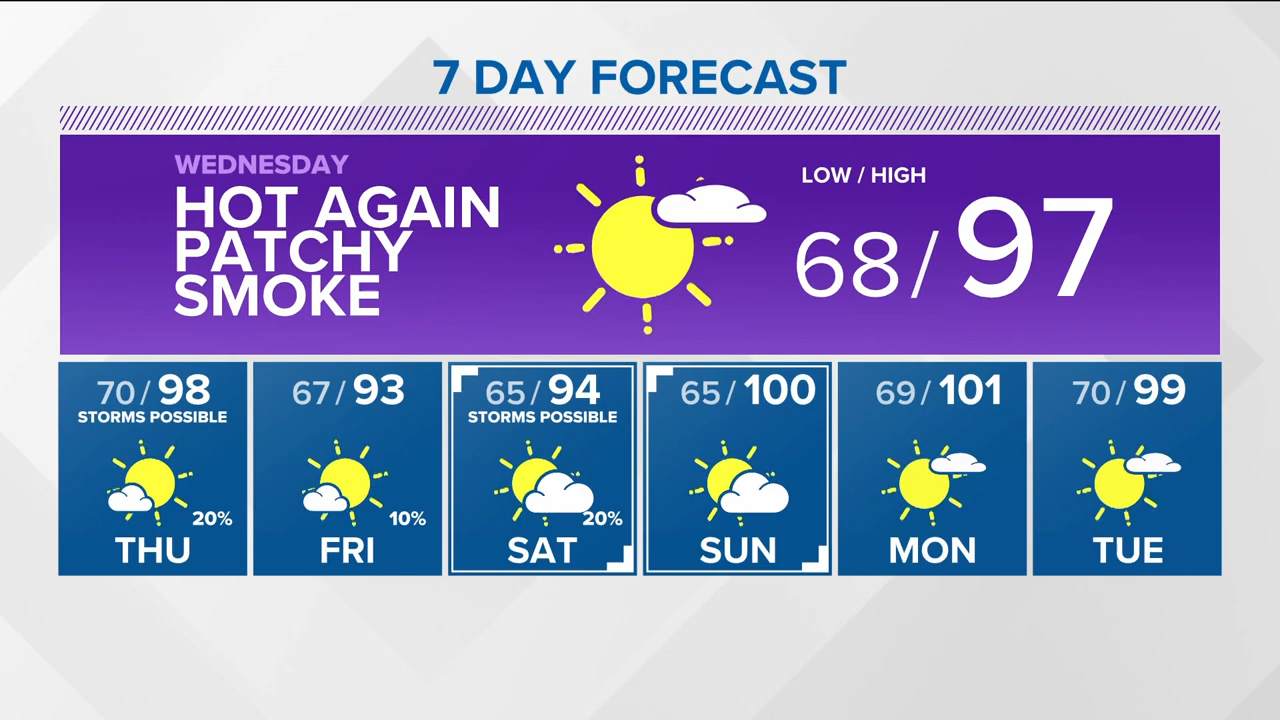 7 DAY FORECAST
WEDNESDAY
HOT AGAIN
PATCHY
SMOKE
LOW / HIGH
68/97
70/98
STORMS POSSIBLE
20%
THU
67/93
10%
FRI
65/94
STORMS POSSIBLE
20%
SAT
65/100
SUN
69/101
MON
70/99
TUE